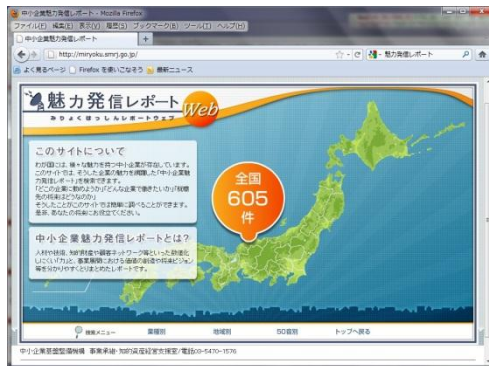 中小企業魅力発信レポート - Mozilla Firefox
ファイル(F) 編集(E) 表示(V) 履歴(S) ブックマーク(B) ツール(T) ヘルプ(H)
中小企業魅力発信レポート
http://miryoku.smrj.go.jp/
魅力発信レポート
よく見るページ Firefox を使いこなそう 最新ニュース
魅力発信レポート Web
みりょくはっしんレポートウェブ
このサイトについて
わが国には、様々な魅力を持つ中小企業が存在しています。
このサイトでは、そうした企業の魅力を満載した「中小企業魅
力発信レポート」を検索できます。
「どこの企業に勤めようか」「どんな企業で働きたいか」「就職
先の将来はどうなのか」
そうしたことがこのサイトでは簡単に調べることができます。
是非、あなたの将来にお役立てください。
全国
605
件
中小企業魅力発信レポートとは?
人材や技術、知的財産や顧客ネットワーク等といった数値化
しにくい「力」と、事業展開における価値の創造や将来ビジョン
等を分かりやすくとりまとめたレポートです。
検索メニュー 業種別 地域別 50音別 トップへ戻る
中小企業基盤整備機構 事業承継・知的資産経営支援室/電話03-5470-1576